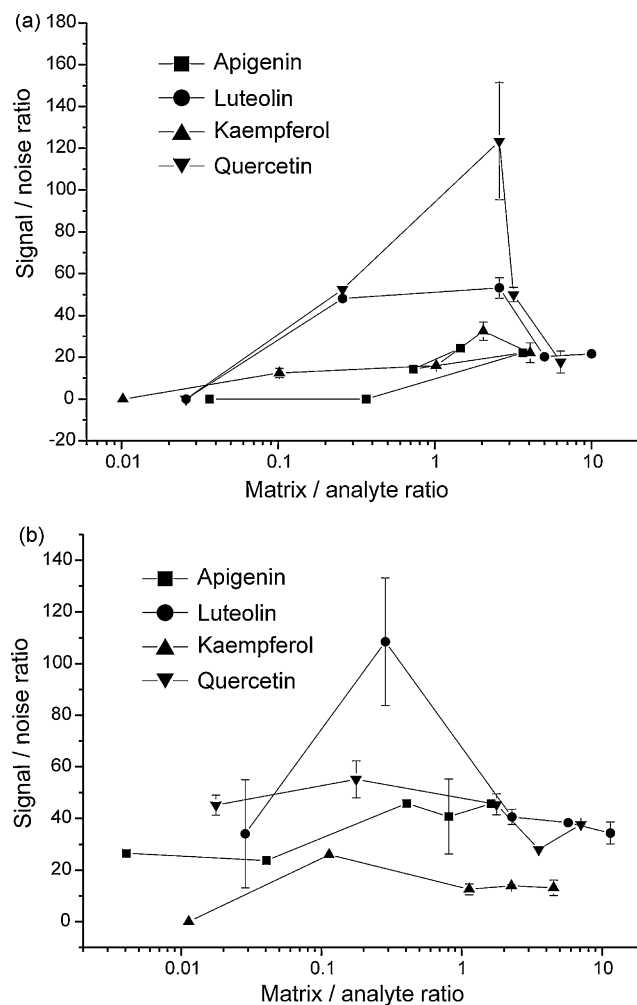 (a)
180
160
140
120
100
80
60
40
20
0
-20
Signal / noise ratio
Apigenin
Luteolin
Kaempferol
Quercetin
0.01 0.1 1 10
Matrix / analyte ratio
(b)
140
120
100
80
60
40
20
0
Signal / noise ratio
Apigenin
Luteolin
Kaempferol
Quercetin
0.01 0.1 1 10
Matrix / analyte ratio